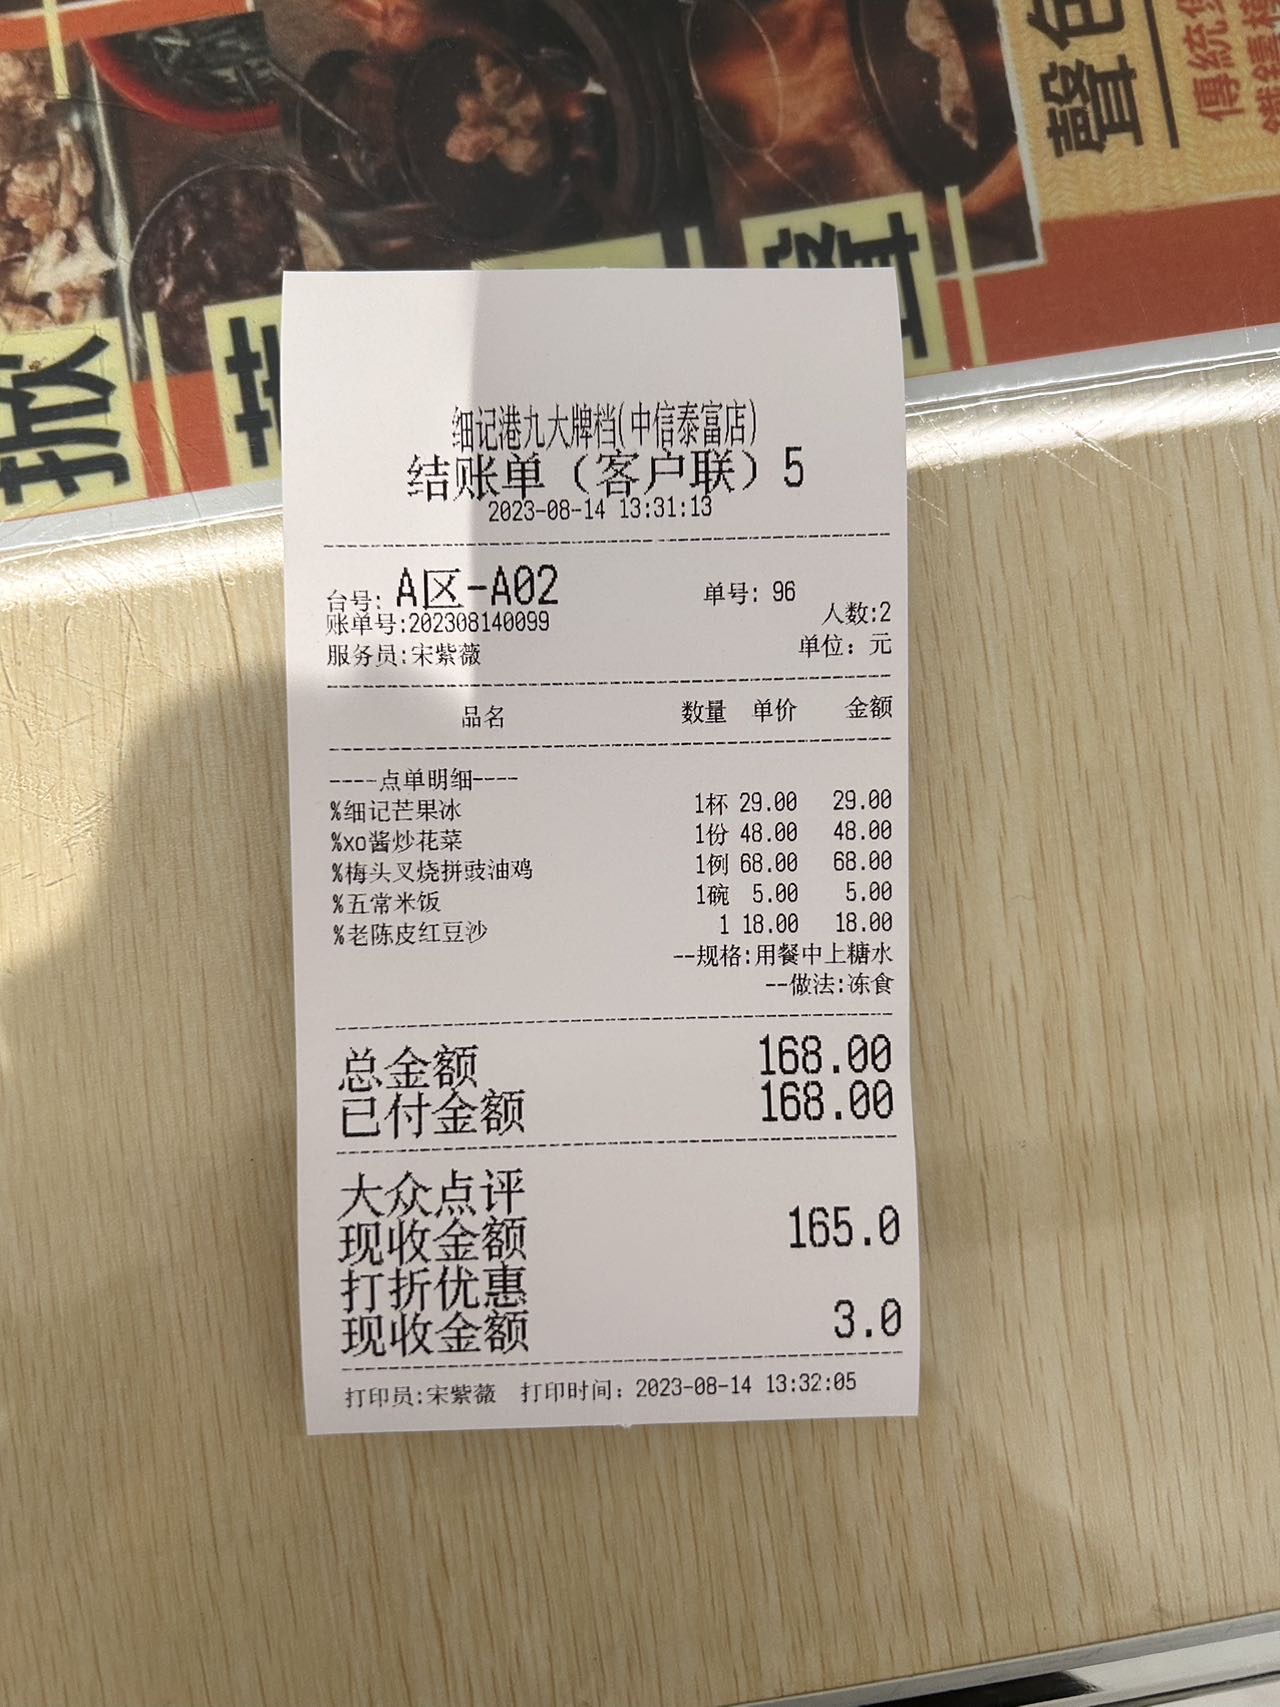 聲色
傳統
掀
细记港九大牌档(中信泰富店)
结账单（客户联）5
2023-08-14 13:31:13
台号: A区-A02 单号: 96
账单号:202308140099 人数:2
服务员:宋紫薇 单位: 元
品名 数量 单价 金额
----点单明细----
%细记芒果冰 1杯 29.00 29.00
%xo酱炒花菜 1份 48.00 48.00
%梅头叉烧拼豉油鸡 1例 68.00 68.00
%五常米饭 1碗 5.00 5.00
%老陈皮红豆沙 1 18.00 18.00
--规格:用餐中上糖水
--做法:冻食
总金额 168.00
已付金额 168.00
大众点评
现收金额 165.0
打折优惠
现收金额 3.0
打印员:宋紫薇 打印时间: 2023-08-14 13:32:05